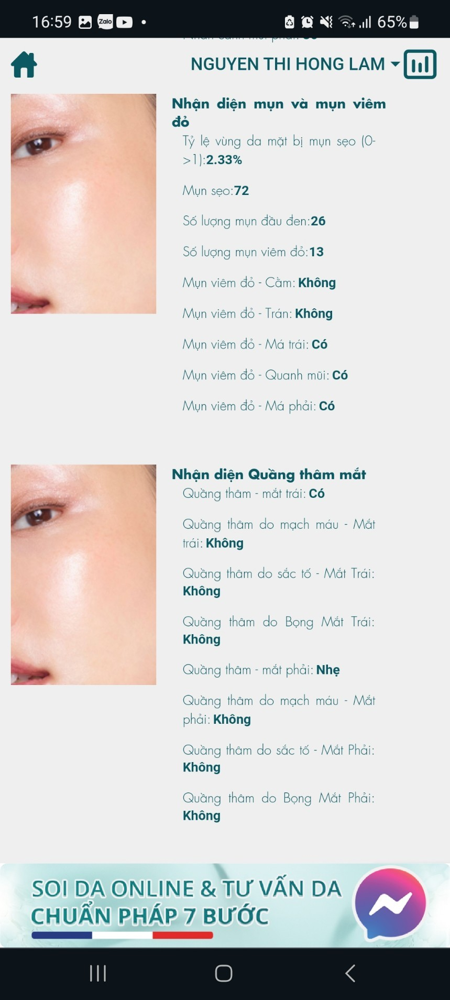 16:59 Zalo 65%
NGUYEN THI HONG LAM
Nhận diện mụn và mụn viêm
đỏ
Tỷ lệ vùng da mặt bị mụn sẹo (0-
>1):2.33%
Mụn sẹo:72
Số lượng mụn đầu đen:26
Số lượng mụn viêm đỏ:13
Mụn viêm đỏ - Cằm: Không
Mụn viêm đỏ - Trán: Không
Mụn viêm đỏ - Má trái: Có
Mụn viêm đỏ - Quanh mũi: Có
Mụn viêm đỏ - Má phải: Có
Nhận diện Quầng thâm mắt
Quầng thâm - mắt trái: Có
Quầng thâm do mạch máu - Mắt
trái: Không
Quầng thâm do sắc tố - Mắt Trái:
Không
Quầng thâm do Bọng Mắt Trái:
Không
Quầng thâm - mắt phải: Nhẹ
Quầng thâm do mạch máu - Mắt
phải: Không
Quầng thâm do sắc tố - Mắt Phải:
Không
Quầng thâm do Bọng Mắt Phải:
Không
SOI DA ONLINE & TƯ VẤN DA
CHUẨN PHÁP 7 BƯỚC